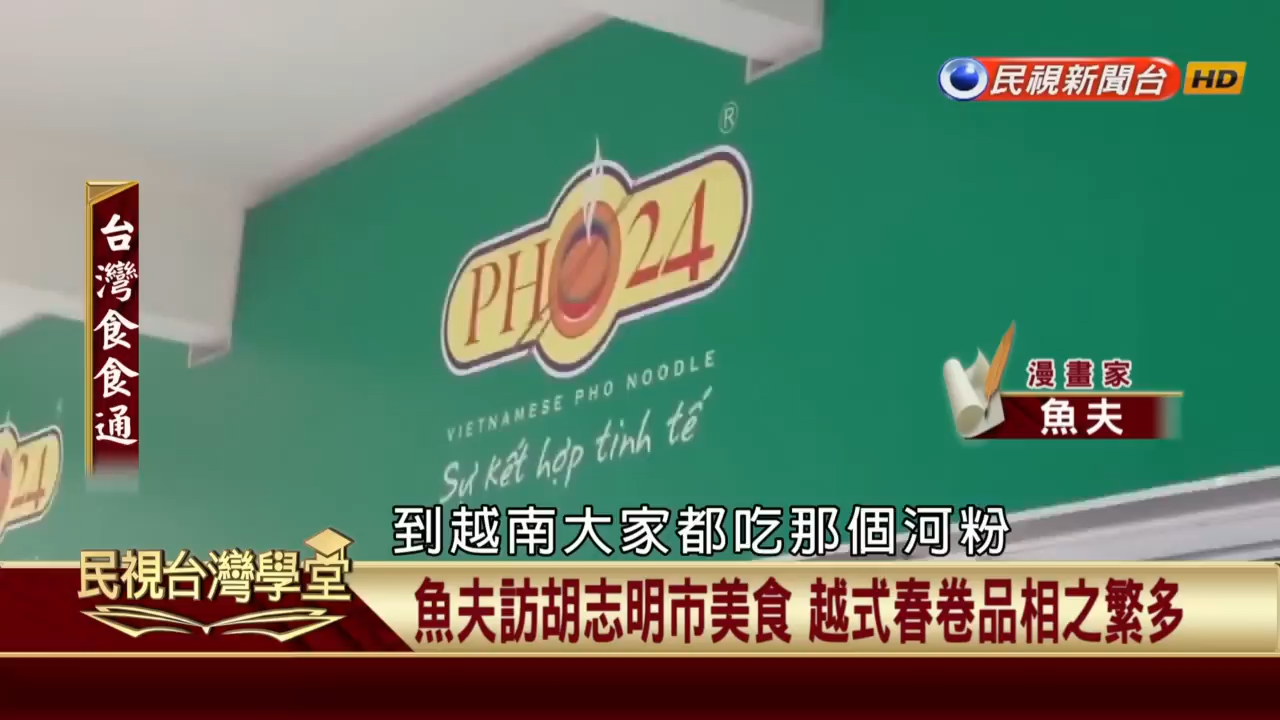 民視新聞台 HD
®
PHO24
VIETNAMESE PHO NOODLE
Sự kết hợp tinh tế
24
台灣食食通
漫畫家
魚夫
到越南大家都吃那個河粉
民視台灣學堂
魚夫訪胡志明市美食 越式春卷品相之繁多